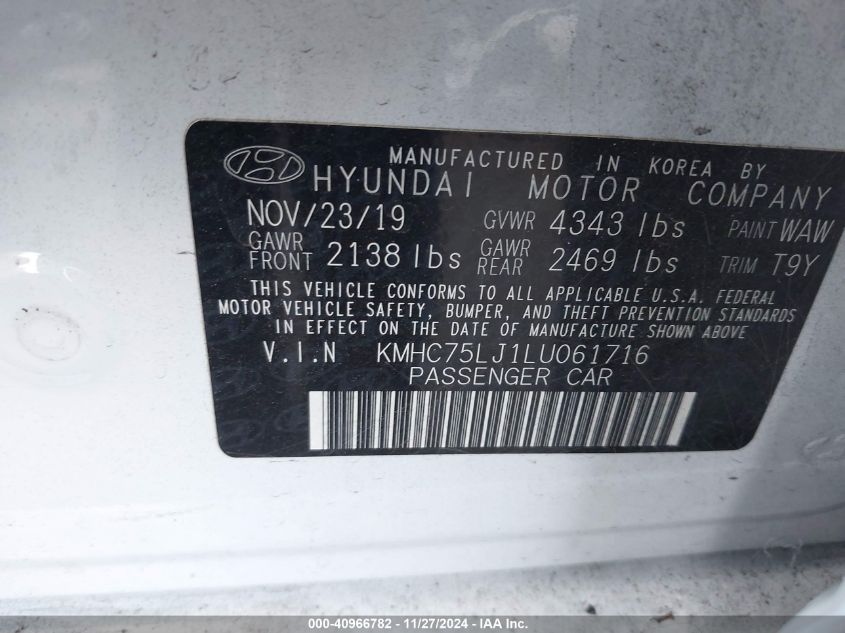 MANUFACTURED IN KOREA BY
HYUNDAI MOTOR COMPANY
NOV/23/19 GVWR 4343 lbs PAINT WAW
GAWR FRONT 2138 lbs GAWR REAR 2469 lbs TRIM T9Y
THIS VEHICLE CONFORMS TO ALL APPLICABLE U.S.A. FEDERAL
MOTOR VEHICLE SAFETY, BUMPER, AND THEFT PREVENTION STANDARDS
IN EFFECT ON THE DATE OF MANUFACTURE SHOWN ABOVE
V.I.N KMHC75LJ1LU061716
PASSENGER CAR
000-40966782 - 11/27/2024 - IAA, Inc.